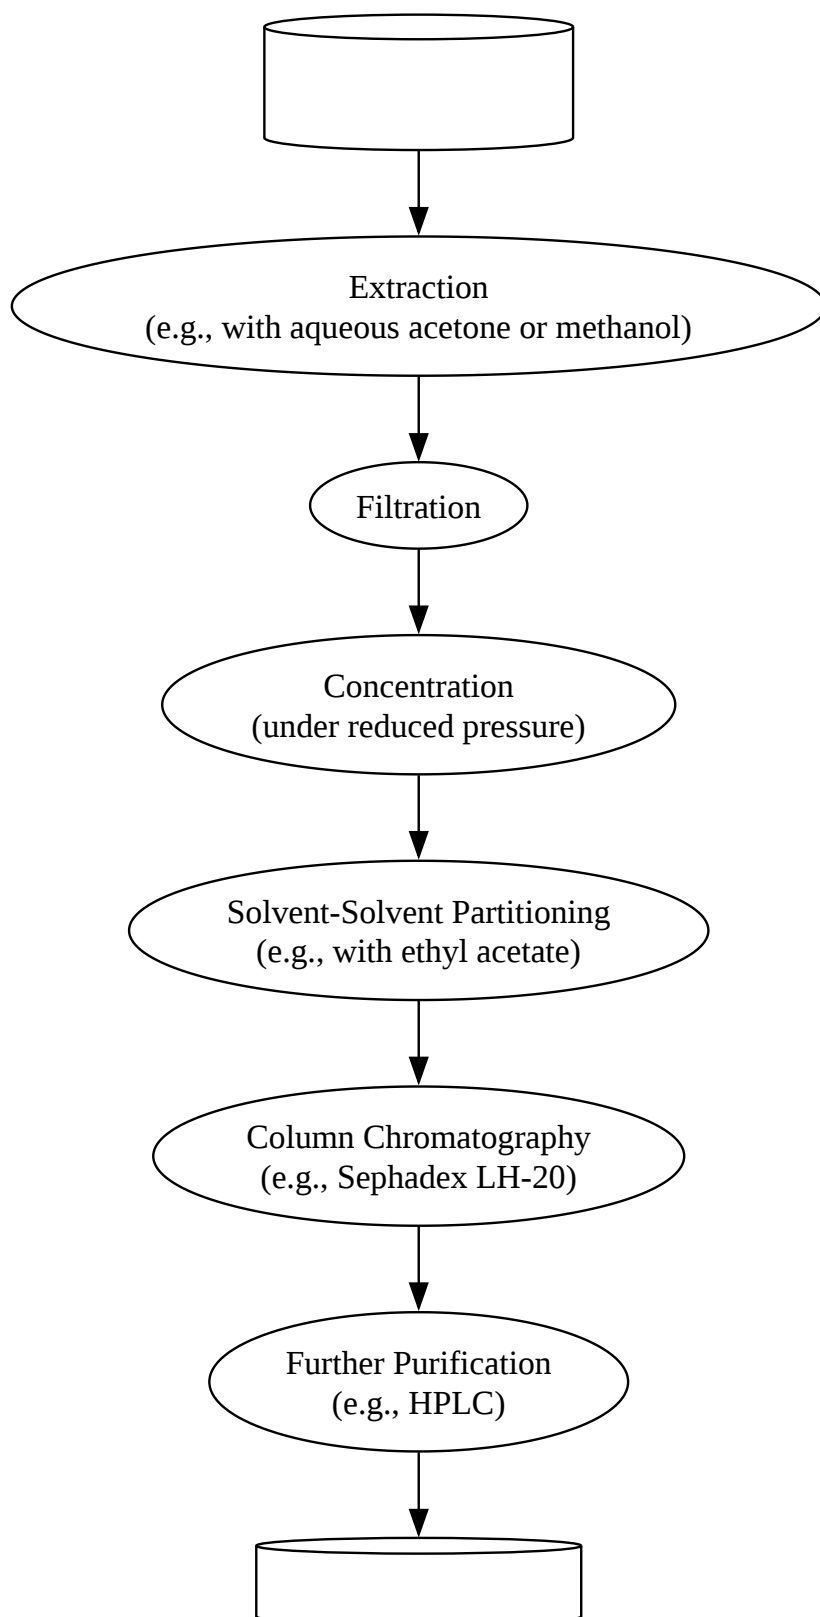 Extraction
(e.g., with aqueous acetone or methanol)
Filtration
Concentration
(under reduced pressure)
Solvent-Solvent Partitioning
(e.g., with ethyl acetate)
Column Chromatography
(e.g., Sephadex LH-20)
Further Purification
(e.g., HPLC)